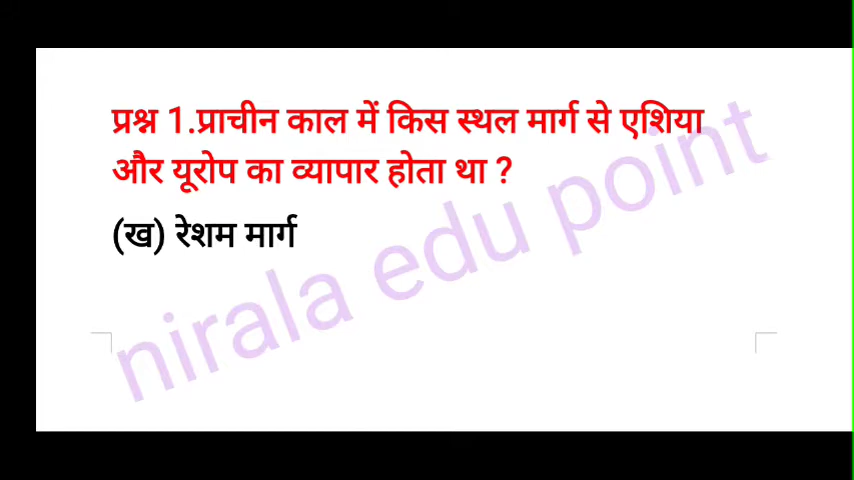 प्रश्न 1.प्राचीन काल में किस स्थल मार्ग से एशिया
और यूरोप का व्यापार होता था ?
(ख) रेशम मार्ग
nirala edu point